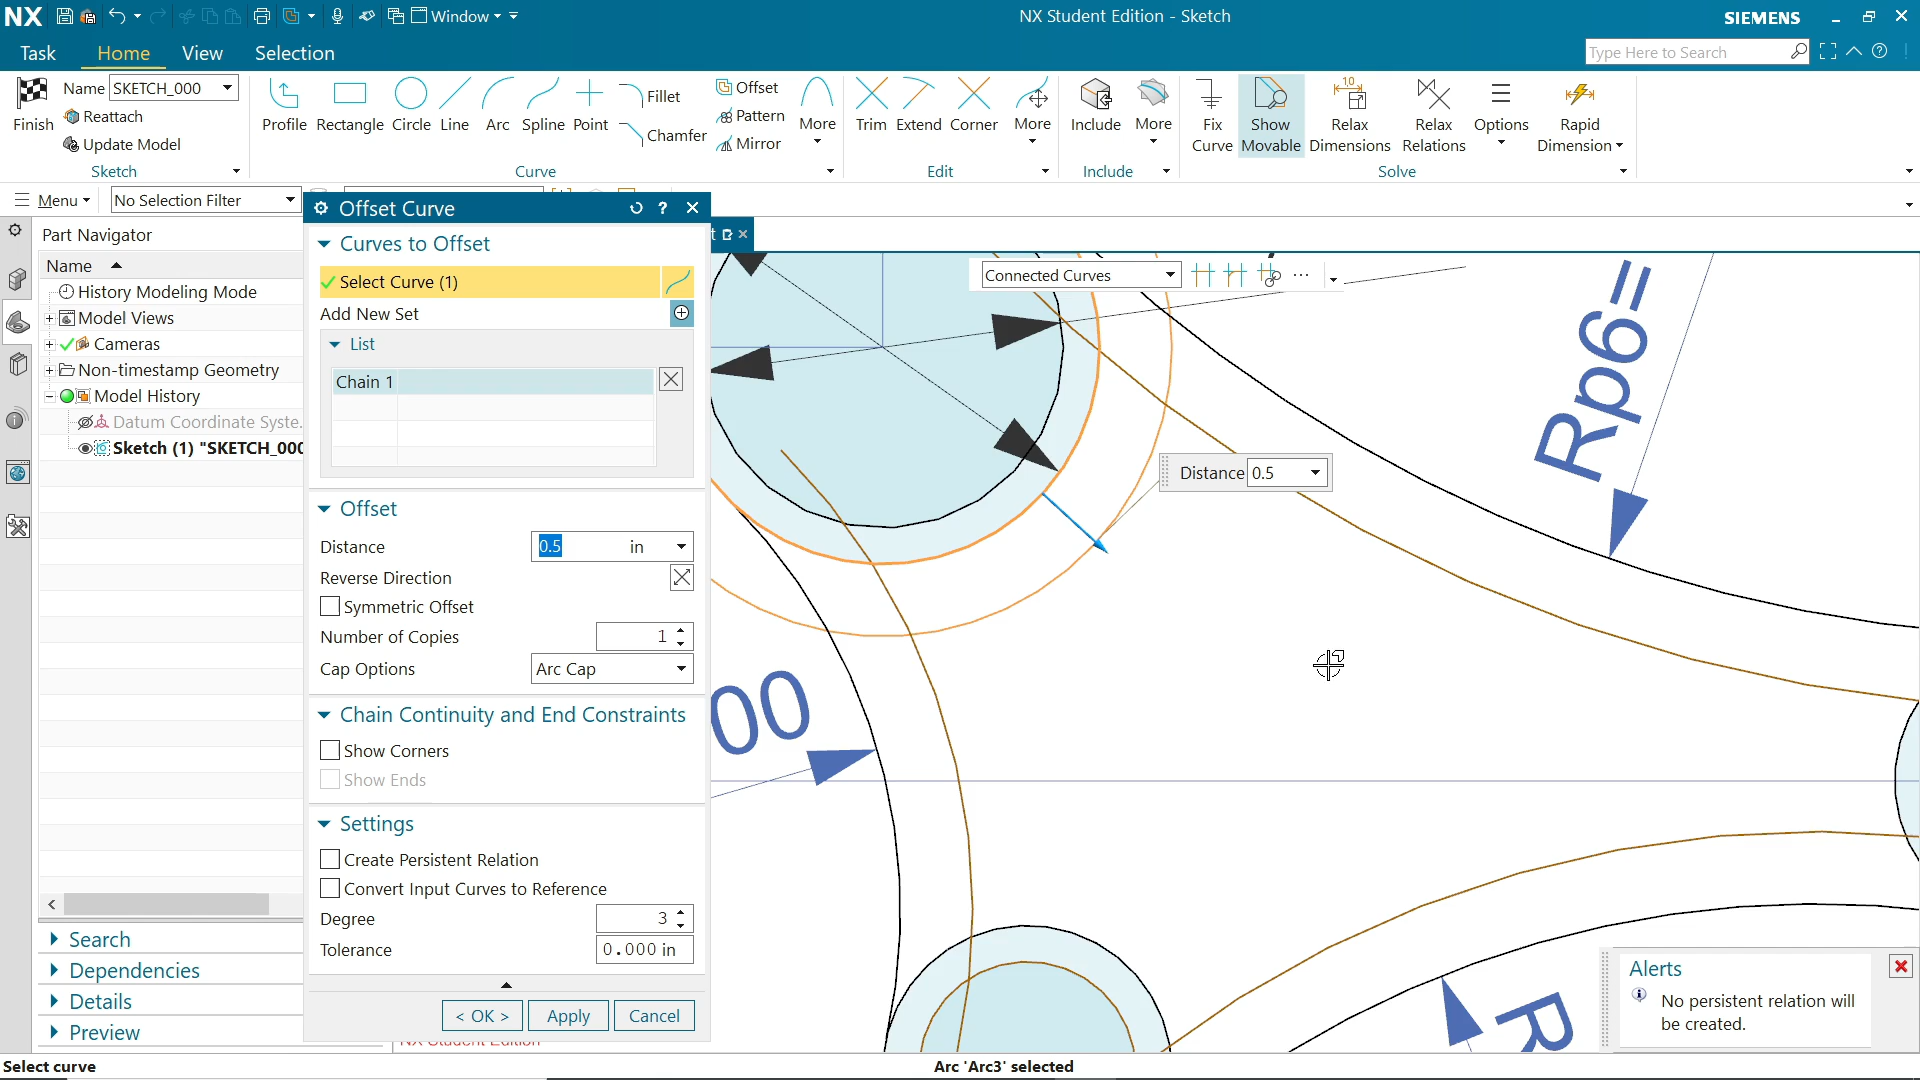 NX
Window
NX Student Edition - Sketch
SIEMENS
Task
Home
View
Selection
Type Here to Search
Finish
Name SKETCH_000
Reattach
Update Model
Sketch
Profile
Rectangle
Circle
Line
Arc
Spline
Point
Fillet
Chamfer
Offset
Pattern
Mirror
More
Curve
Trim
Extend
Corner
More
Edit
Include
More
Include
Fix Curve
Show Movable
1,0
Relax Dimensions
Relax Relations
Options
Rapid Dimension
Solve
Menu
No Selection Filter
Part Navigator
Name
History Modeling Mode
Model Views
Cameras
Non-timestamp Geometry
Model History
Datum Coordinate Syste.
Sketch (1) "SKETCH_000
Search
Dependencies
Details
Preview
Offset Curve
Curves to Offset
Select Curve (1)
Add New Set
List
Chain 1
Offset
Distance
0.5 in
Reverse Direction
Symmetric Offset
Number of Copies
1
Cap Options
Arc Cap
Chain Continuity and End Constraints
Show Corners
Show Ends
Settings
Create Persistent Relation
Convert Input Curves to Reference
Degree
3
Tolerance
0.000 in
< OK >
Apply
Cancel
Connected Curves
Distance 0.5
Rp6=
00
R
Alerts
No persistent relation will
be created.
NX Student Edition
Select curve
Arc 'Arc3' selected